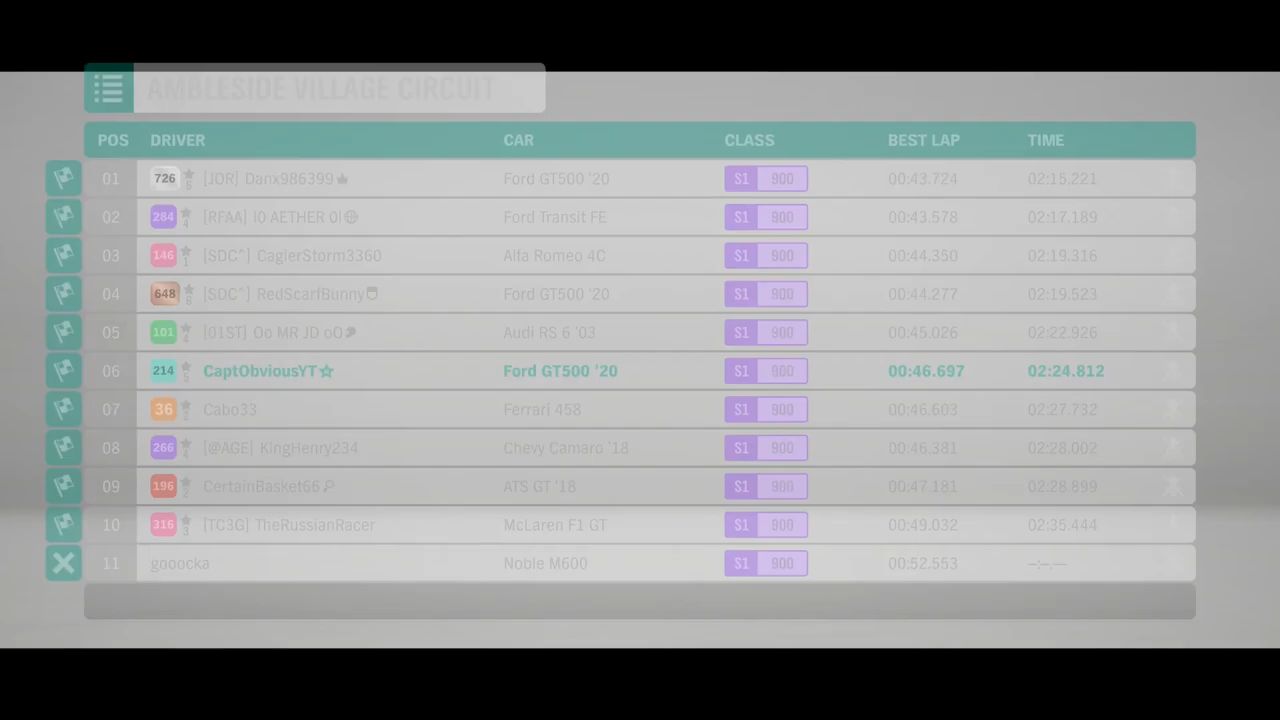 AMBLESIDE VILLAGE CIRCUIT
POS DRIVER CAR CLASS BEST LAP TIME
01 726 6 [JOR] Danx986399 Ford GT500 '20 S1 900 00:43.724 02:15.221
02 284 4 [RFAA] I0 AETHER 0I Ford Transit FE S1 900 00:43.578 02:17.189
03 146 1 [SDC^] CaglerStorm3360 Alfa Romeo 4C S1 900 00:44.350 02:19.316
04 648 [SDC^] RedScarfBunny Ford GT500 '20 S1 900 00:44.277 02:19.523
05 101 4 [01ST] Oo MR JD oO Audi RS 6 '03 S1 900 00:45.026 02:22.926
06 214 2 CaptObviousYT Ford GT500 '20 S1 900 00:46.697 02:24.812
07 36 2 Cabo33 Ferrari 458 S1 900 00:46.603 02:27.732
08 266 4 [@AGE] KingHenry234 Chevy Camaro '18 S1 900 00:46.381 02:28.002
09 196 2 CertainBasket66 ATS GT '18 S1 900 00:47.181 02:28.899
10 316 3 [TC3G] TheRussianRacer McLaren F1 GT S1 900 00:49.032 02:35.444
11 gooocka Noble M600 S1 900 00:52.553 --:--.---